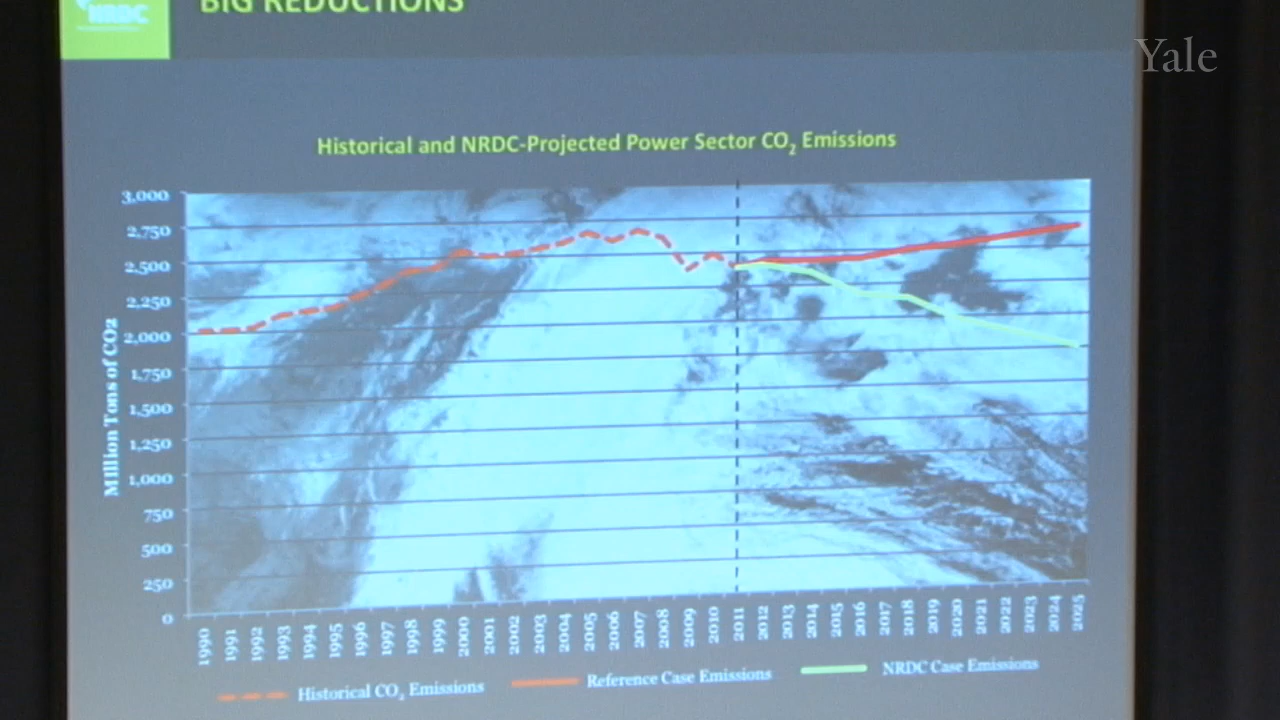 NRDC
BIG REDUCTIONS
Yale
Historical and NRDC-Projected Power Sector CO₂ Emissions
Million Tons of CO2
3,000
2,750
2,500
2,250
2,000
1,750
1,500
1,250
1,000
750
500
250
0
1990 1991 1992 1993 1994 1995 1996 1997 1998 1999 2000 2001 2002 2003 2004 2005 2006 2007 2008 2009 2010 2011 2012 2013 2014 2015 2016 2017 2018 2019 2020 2021 2022 2023 2024 2025
Historical CO₂ Emissions Reference Case Emissions NRDC Case Emissions